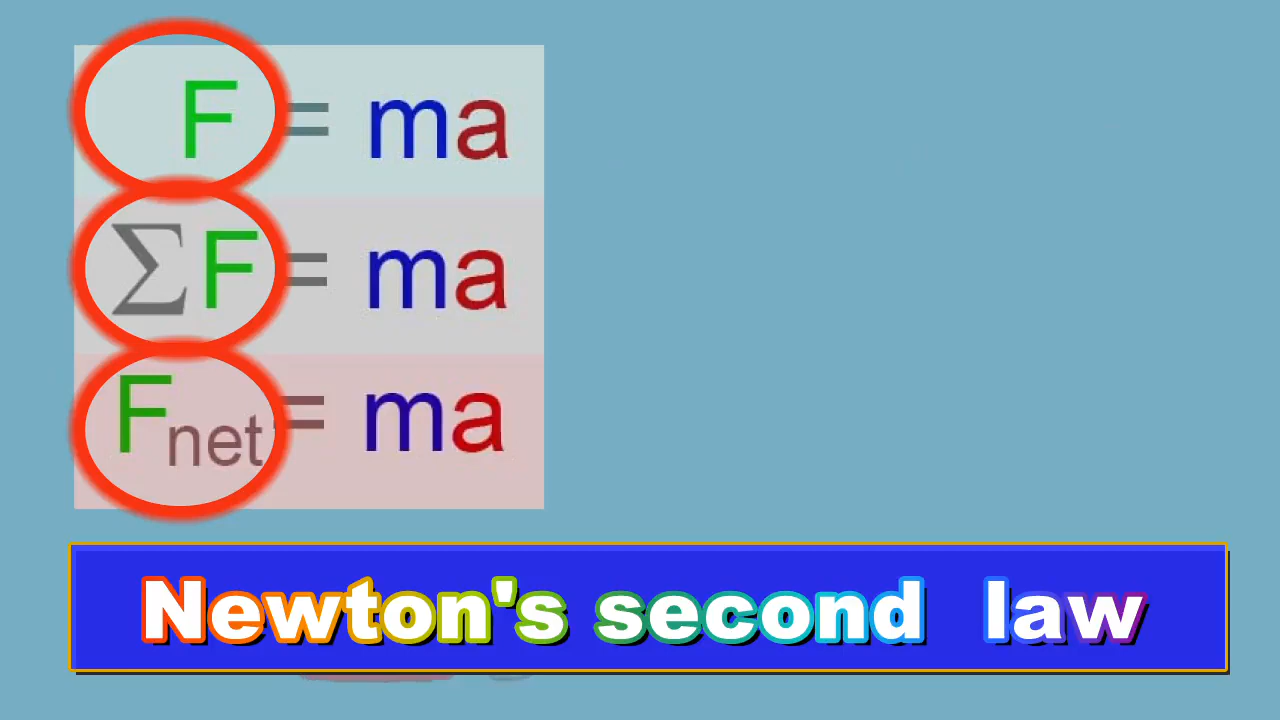 F = ma
ΣF = ma
Fnet = ma
Newton's second law